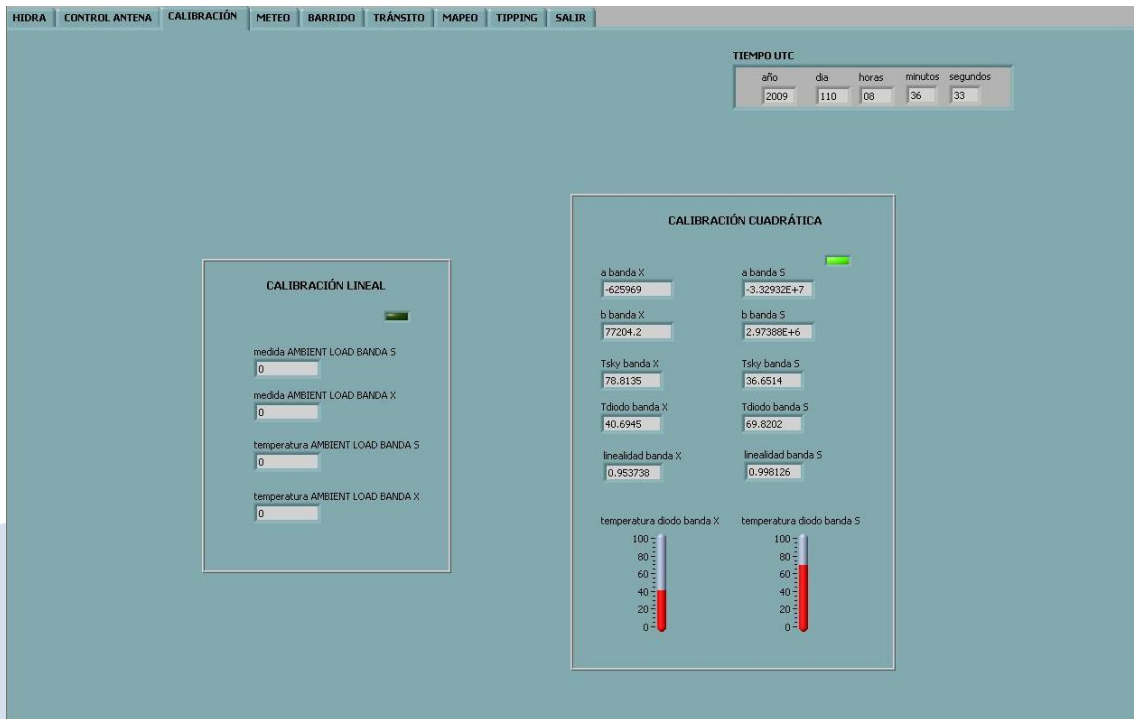 HIDRA CONTROL ANTENA CALIBRACIÓN METEO BARRIDO TRÁNSITO MAPEO TIPPING SALIR
TIEMPO UTC
año dia horas minutos segundos
2009 110 08 36 33
CALIBRACIÓN LINEAL
medida AMBIENT LOAD BANDA S
0
medida AMBIENT LOAD BANDA X
0
temperatura AMBIENT LOAD BANDA S
0
temperatura AMBIENT LOAD BANDA X
0
CALIBRACIÓN CUADRÁTICA
a banda X a banda S
-625969 -3.32932E+7
b banda X b banda S
77204.2 2.97388E+6
Tsky banda X Tsky banda S
78.8135 36.6514
Tdiodo banda X Tdiodo banda S
40.6945 69.8202
linealidad banda X linealidad banda S
0.953738 0.998126
temperatura diodo banda X temperatura diodo banda S
100 100
80 80
60 60
40 40
20 20
0 0